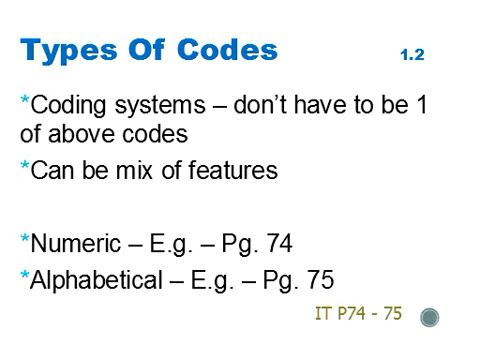 Types Of Codes 1.2
*Coding systems – don't have to be 1
of above codes
*Can be mix of features
*Numeric – E.g. – Pg. 74
*Alphabetical – E.g. – Pg. 75
IT P74 - 75